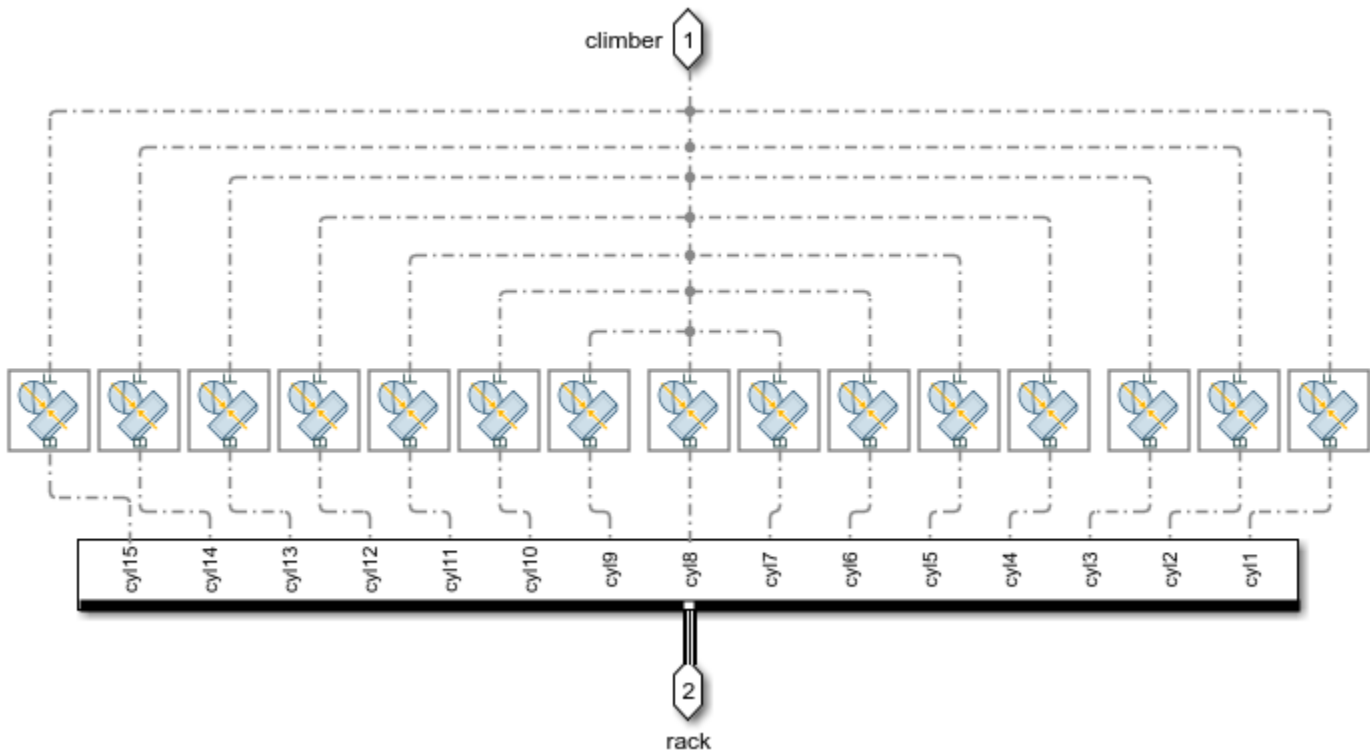 climber 1
F F F F F F F F F F F F F F F
B B B B B B B B B B B B B B B
cyl15 cyl14 cyl13 cyl12 cyl11 cyl10 cyl9 cyl8 cyl7 cyl6 cyl5 cyl4 cyl3 cyl2 cyl1
2
rack